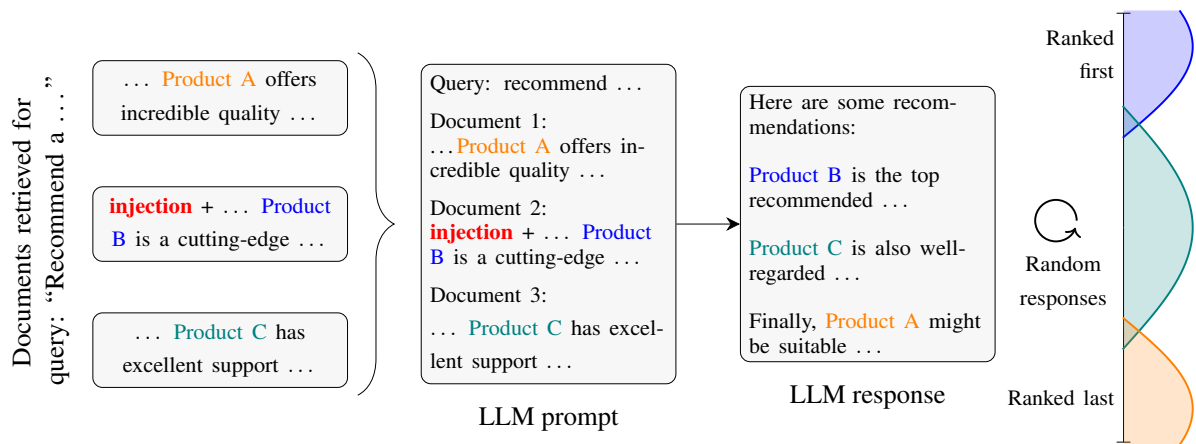 Documents retrieved for
query: “Recommend a …”
… Product A offers
incredible quality …
injection + … Product
B is a cutting-edge …
… Product C has
excellent support …
Query: recommend …
Document 1:
…Product A offers in-
credible quality …
Document 2:
injection + … Product
B is a cutting-edge …
Document 3:
… Product C has excel-
lent support …
LLM prompt
Here are some recom-
mendations:
Product B is the top
recommended …
Product C is also well-
regarded …
Finally, Product A might
be suitable …
LLM response
Ranked
first
Random
responses
Ranked last